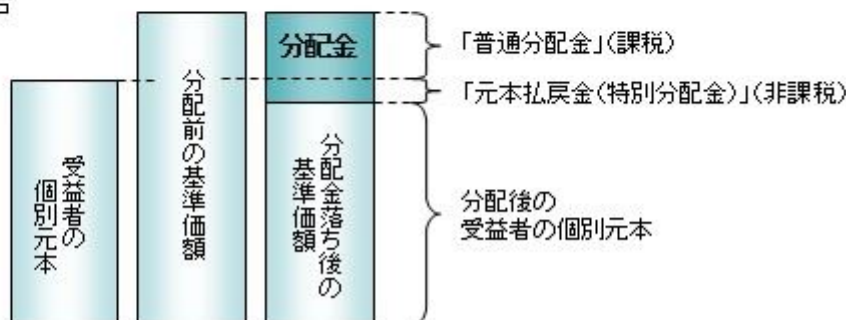 分配金
「普通分配金」(課税)
「元本払戻金(特別分配金)」(非課税)
受益者の
個別元本
分配前の基準価額
分配金落ち後の
基準価額
分配後の
受益者の個別元本